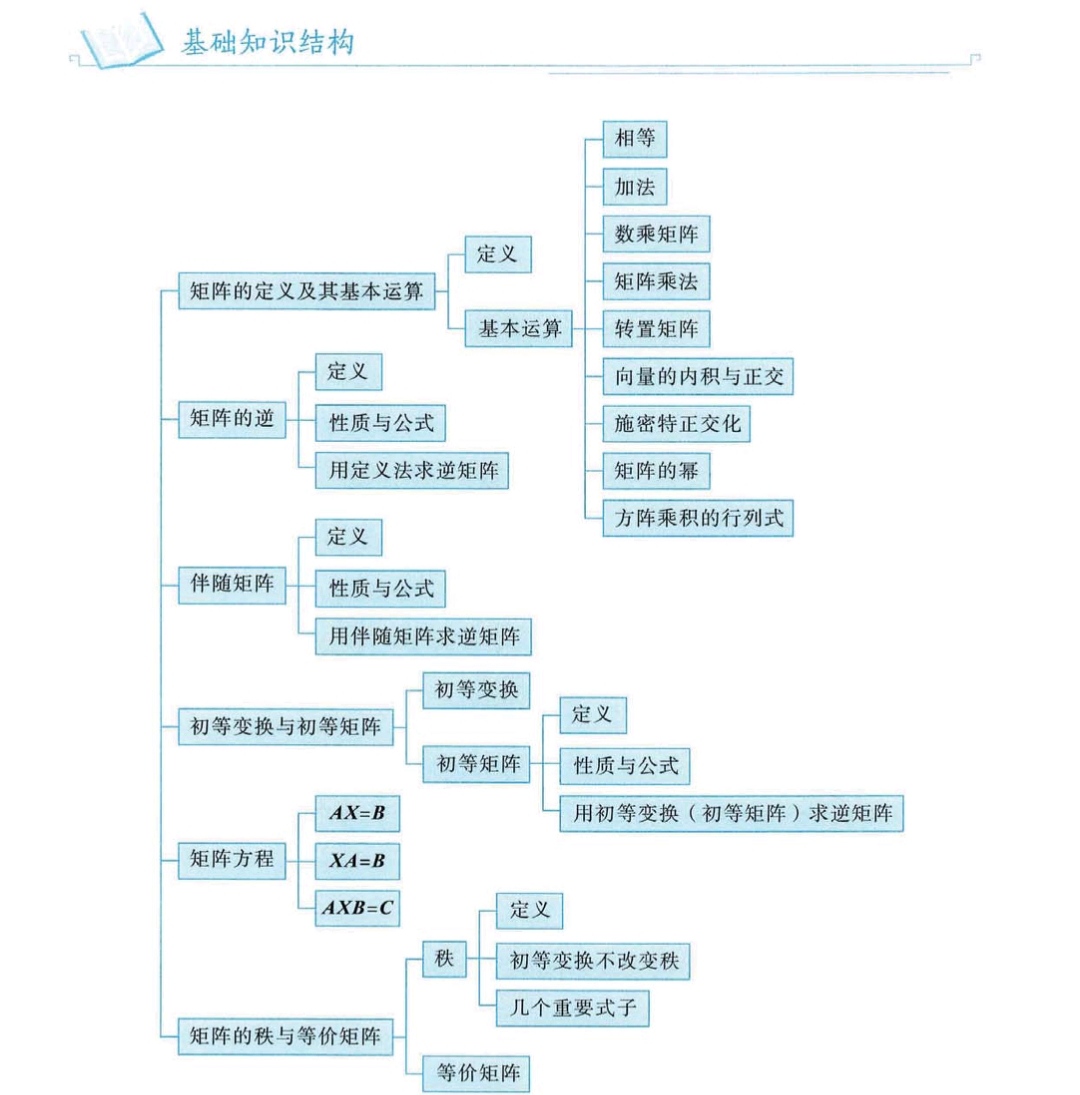 基础知识结构
相等
加法
数乘矩阵
定义
矩阵的定义及其基本运算
矩阵乘法
基本运算
转置矩阵
定义
向量的内积与正交
矩阵的逆
性质与公式
施密特正交化
用定义法求逆矩阵
矩阵的幂
方阵乘积的行列式
定义
伴随矩阵
性质与公式
用伴随矩阵求逆矩阵
初等变换
初等变换与初等矩阵
定义
初等矩阵
性质与公式
用初等变换（初等矩阵）求逆矩阵
AX=B
矩阵方程
XA=B
AXB=C
定义
秩
初等变换不改变秩
几个重要式子
矩阵的秩与等价矩阵
等价矩阵